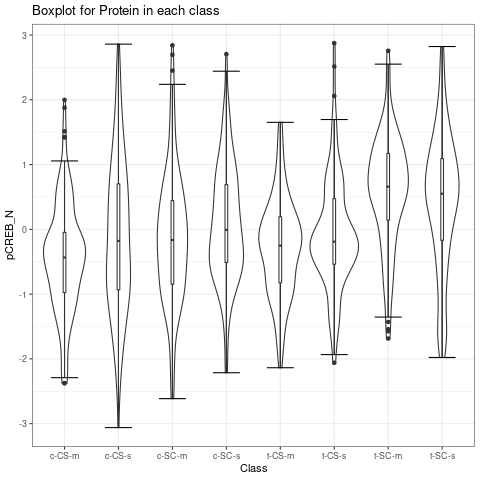 Boxplot for Protein in each class
pCREB_N
3
2
1
0
-1
-2
-3
c-CS-m c-CS-s c-SC-m c-SC-s t-CS-m t-CS-s t-SC-m t-SC-s
Class